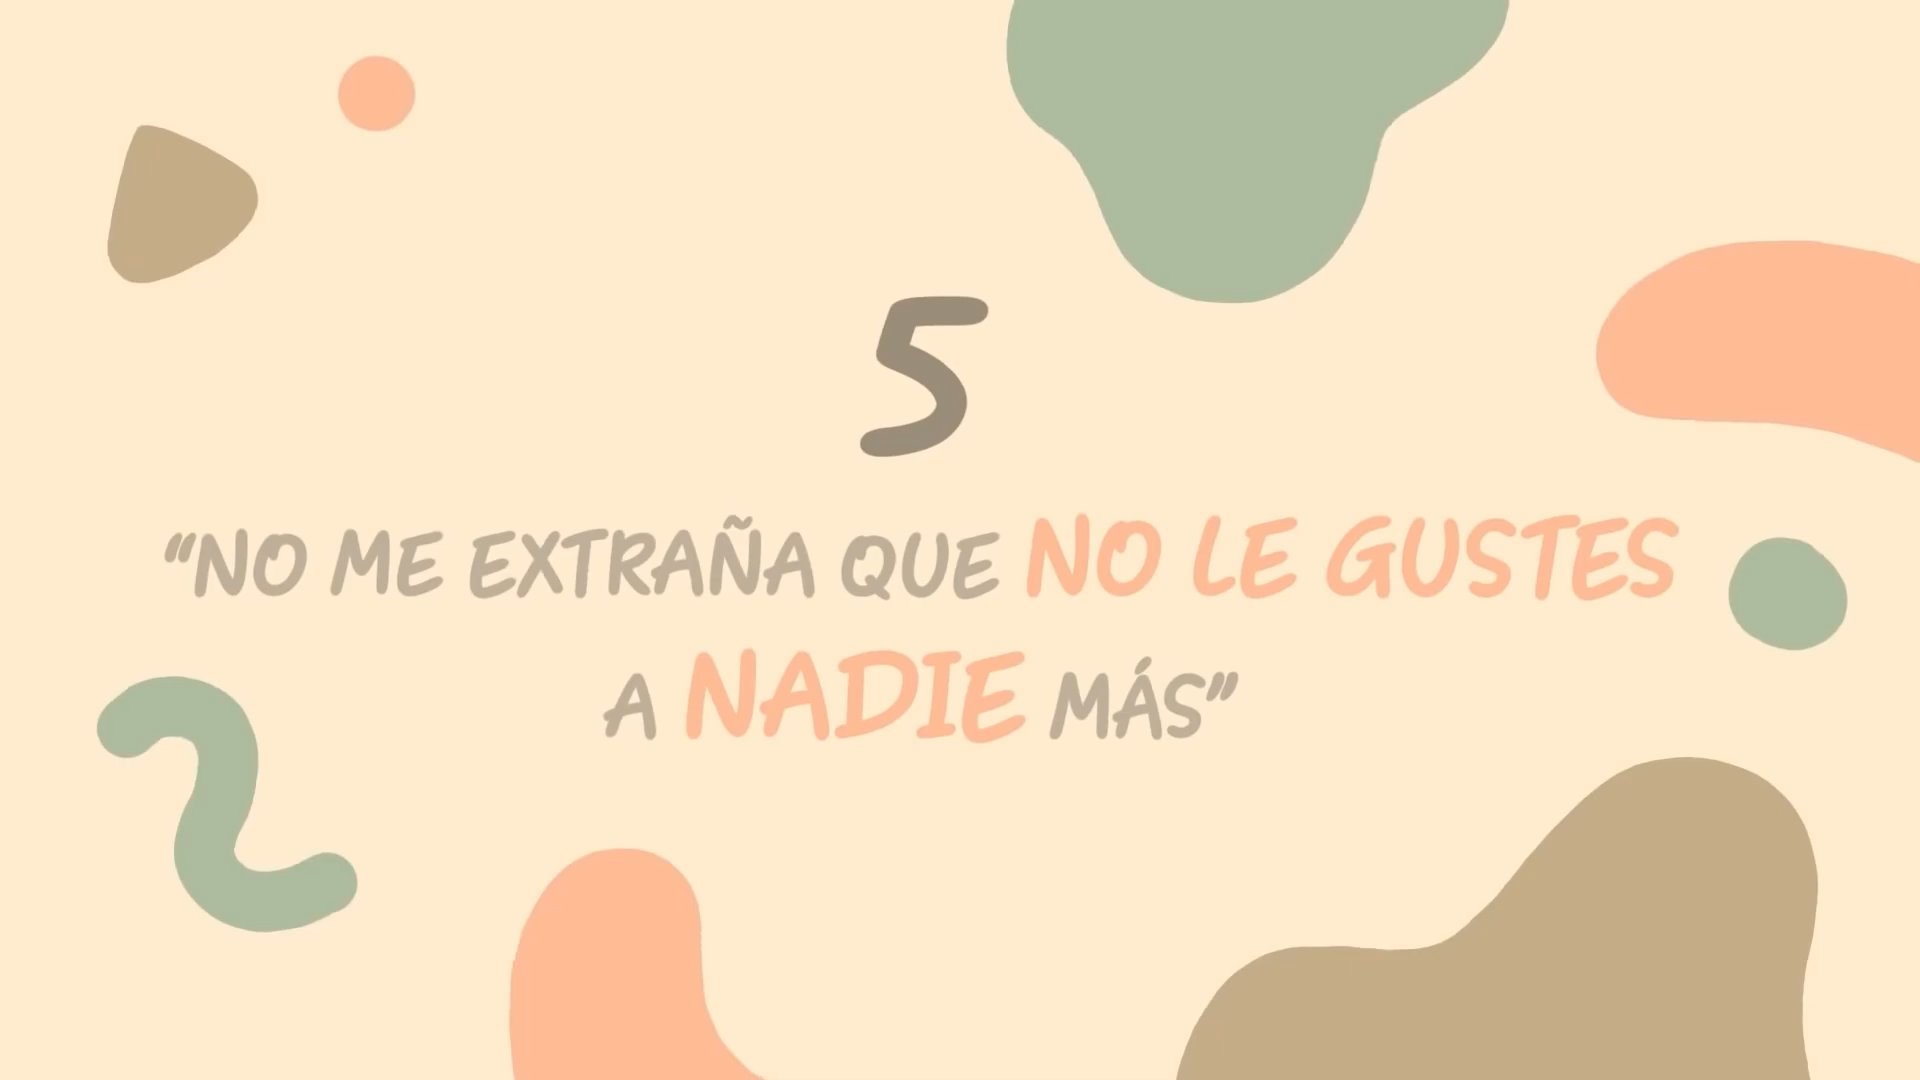 5
“NO ME EXTRAÑA QUE NO LE GUSTES
A NADIE MÁS”